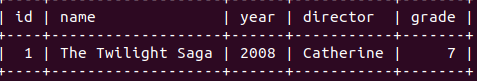 | id | name | year | director | grade |
+----+-------------------+------+-----------+-------+
| 1 | The Twilight Saga | 2008 | Catherine | 7 |
+----+-------------------+------+-----------+-------+